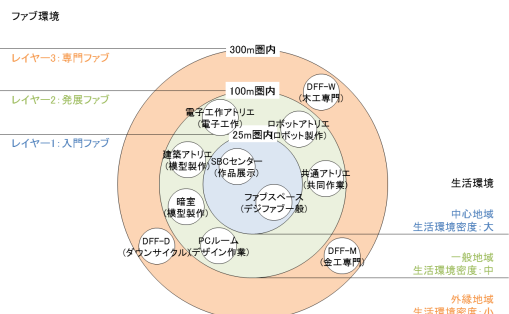 ファブ環境
300m圏内
レイヤー3:専門ファブ
DFF-W
(木工専門)
100m圏内
レイヤー2:発展ファブ
電子工作アトリエ
(電子工作)
ロボットアトリエ
ロボット製作)
25m圏内
レイヤー1:入門ファブ
建築アトリエ
(模型製作)
SBCセンター
(作品展示)
共通アトリエ
(共同作業)
生活環境
暗室
(模型製作)
ファブスペース
(デジファブ一般)
中心地域
生活環境密度:大
DFF-D
(ダウンサイクル)
PCルーム
(デザイン作業)
DFF-M
(金工専門)
一般地域
生活環境密度:中
外縁地域
生活環境密度:小